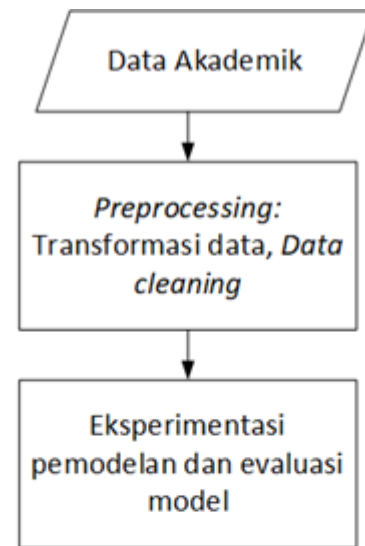 Data Akademik
Preprocessing:
Transformasi data, Data
cleaning
Eksperimentasi
pemodelan dan evaluasi
model